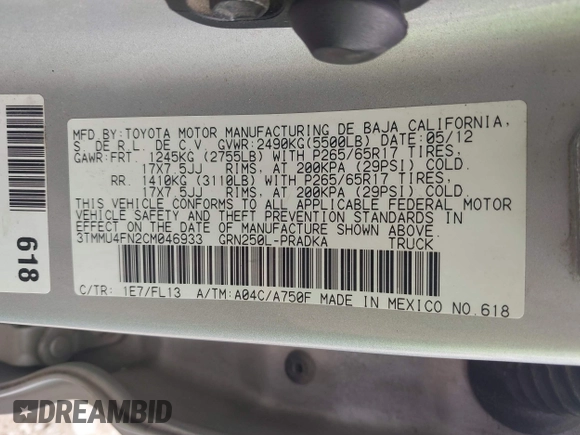 MFD.BY:TOYOTA MOTOR MANUFACTURING DE BAJA CALIFORNIA,
S. DE R.L. DE C.V. GVWR:2490KG(5500LB) DATE:05/12
GAWR:FRT. 1245KG (2755LB) WITH P265/65R17 TIRES,
17X7.5JJ RIMS, AT 200KPA (29PSI) COLD.
RR. 1410KG (3110LB) WITH P265/65R17 TIRES,
17X7.5JJ RIMS, AT 200KPA (29PSI) COLD.
THIS VEHICLE CONFORMS TO ALL APPLICABLE FEDERAL MOTOR
VEHICLE SAFETY AND THEFT PREVENTION STANDARDS IN
EFFECT ON THE DATE OF MANUFACTURE SHOWN ABOVE.
3TMMU4FN2CM046933 GRN250L-PRADKA TRUCK
C/TR: 1E7/FL13 A/TM:A04C/A750F MADE IN MEXICO NO.618
618
DREAMBID